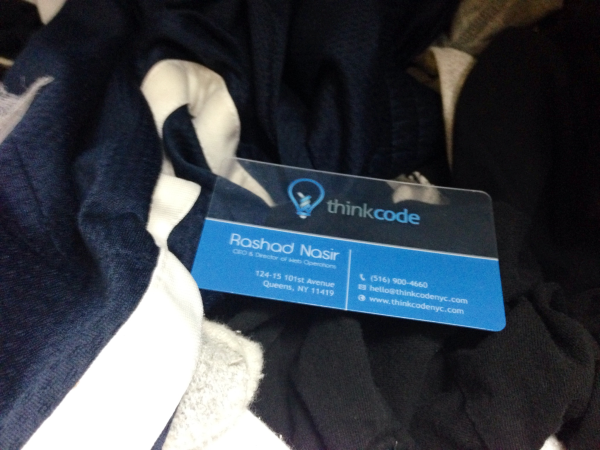 thinkcode
Rashad Nasir
CEO & Director of Web Operations
124-15 101st Avenue
Queens, NY 11419
(516) 900-4660
hello@thinkcodenyc.com
www.thinkcodenyc.com